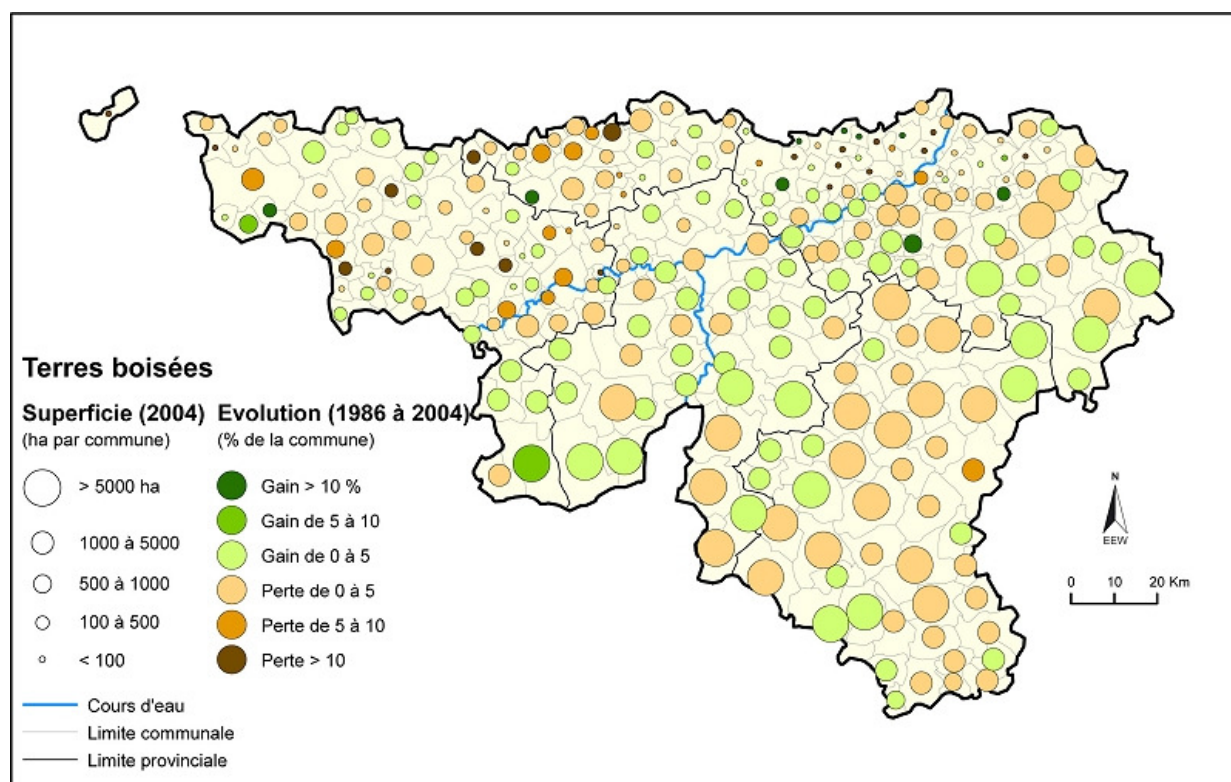 Terres boisées
Superficie (2004)
(ha par commune)
> 5000 ha
1000 à 5000
500 à 1000
100 à 500
< 100
Evolution (1986 à 2004)
(% de la commune)
Gain > 10 %
Gain de 5 à 10
Gain de 0 à 5
Perte de 0 à 5
Perte de 5 à 10
Perte > 10
Cours d'eau
Limite communale
Limite provinciale
N
EEW
0 10 20 Km